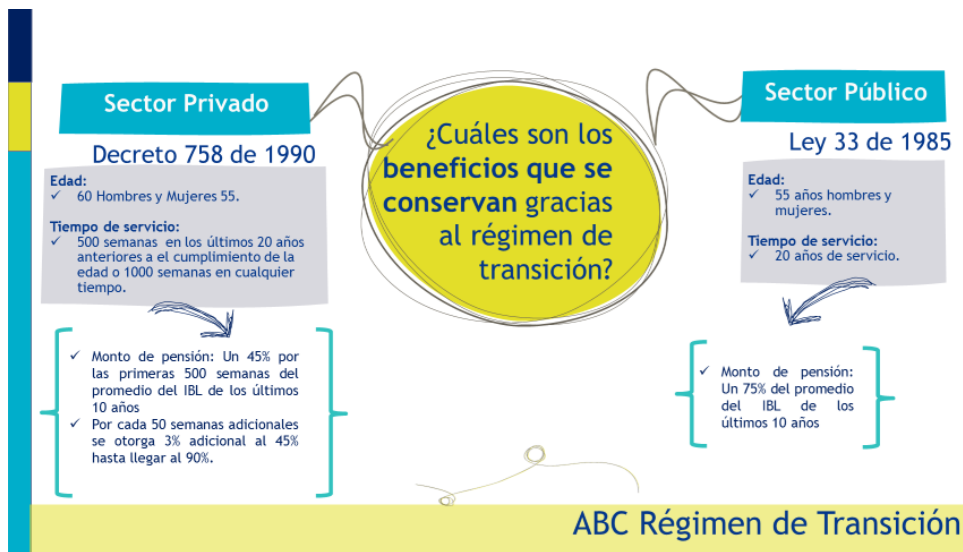 Sector Privado
Decreto 758 de 1990
Edad:
✓ 60 Hombres y Mujeres 55.
Tiempo de servicio:
✓ 500 semanas en los últimos 20 años
anteriores a el cumplimiento de la
edad o 1000 semanas en cualquier
tiempo.
✓ Monto de pensión: Un 45% por
las primeras 500 semanas del
promedio del IBL de los últimos
10 años
✓ Por cada 50 semanas adicionales
se otorga 3% adicional al 45%
hasta llegar al 90%.
¿Cuáles son los
beneficios que se
conservan gracias
al régimen de
transición?
Sector Público
Ley 33 de 1985
Edad:
✓ 55 años hombres y
mujeres.
Tiempo de servicio:
✓ 20 años de servicio.
✓ Monto de pensión:
Un 75% del promedio
del IBL de los
últimos 10 años
ABC Régimen de Transición